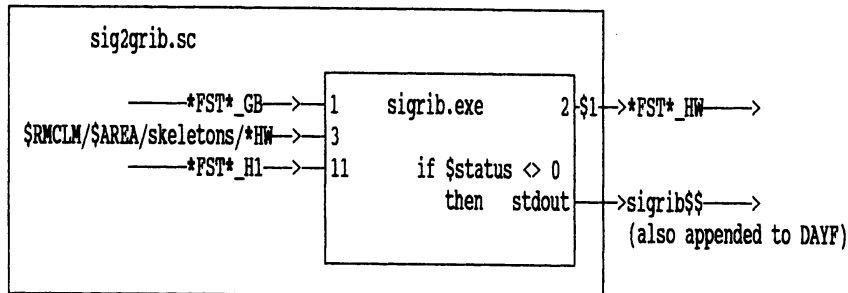 sig2grib.sc
*FST*_GB 1 sigrib.exe 2 $1 *FST*_HW
$RMCLM/$AREA/skeletons/*HW 3
*FST*_H1 11 if $status <> 0
then stdout sigrib$$
(also appended to DAYF)